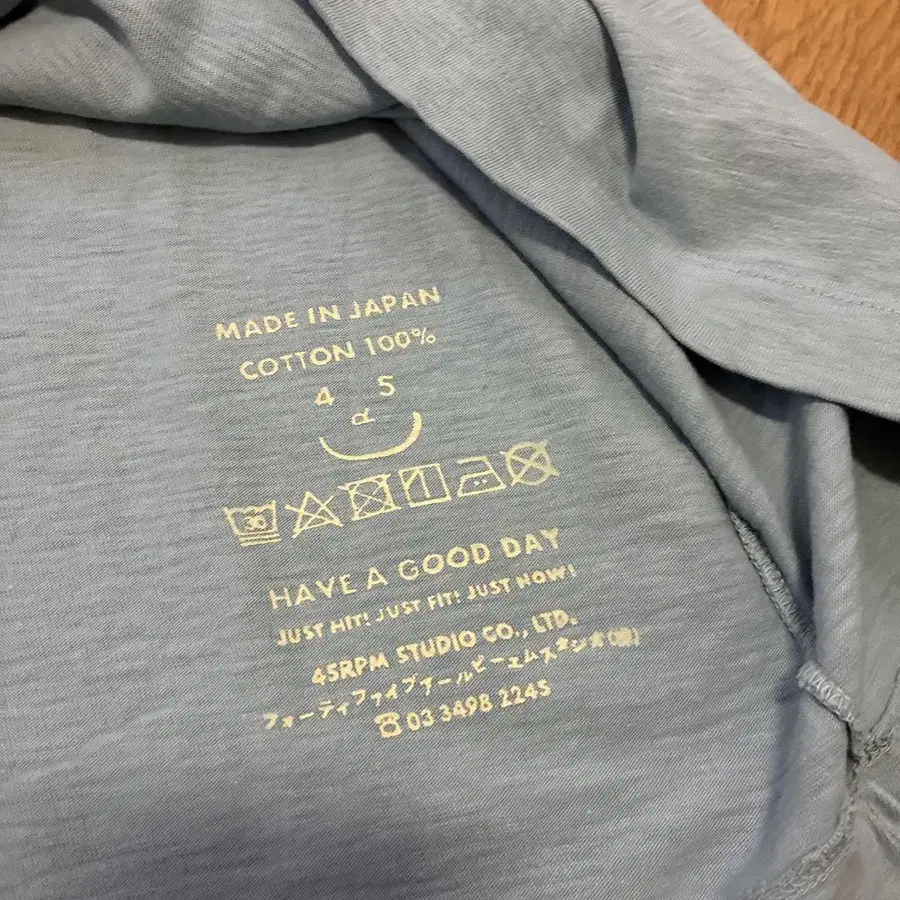 MADE IN JAPAN
COTTON 100%
4 5
R
30
HAVE A GOOD DAY
JUST HIT! JUST FIT! JUST NOW!
45RPM STUDIO CO., LTD.
フォーティファイブアールピーエムスタジオ(株)
☎03 3498 2245